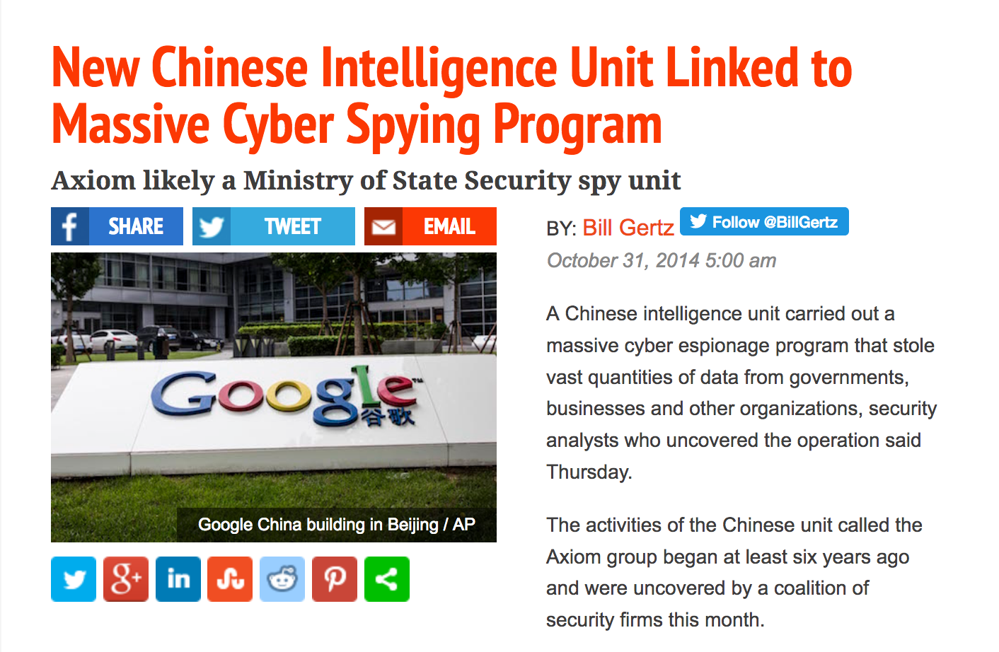 New Chinese Intelligence Unit Linked to
Massive Cyber Spying Program
Axiom likely a Ministry of State Security spy unit
SHARE
TWEET
EMAIL
BY: Bill Gertz Follow @BillGertz
October 31, 2014 5:00 am
Google™
谷歌
Google China building in Beijing / AP
g+
in
A Chinese intelligence unit carried out a
massive cyber espionage program that stole
vast quantities of data from governments,
businesses and other organizations, security
analysts who uncovered the operation said
Thursday.
The activities of the Chinese unit called the
Axiom group began at least six years ago
and were uncovered by a coalition of
security firms this month.